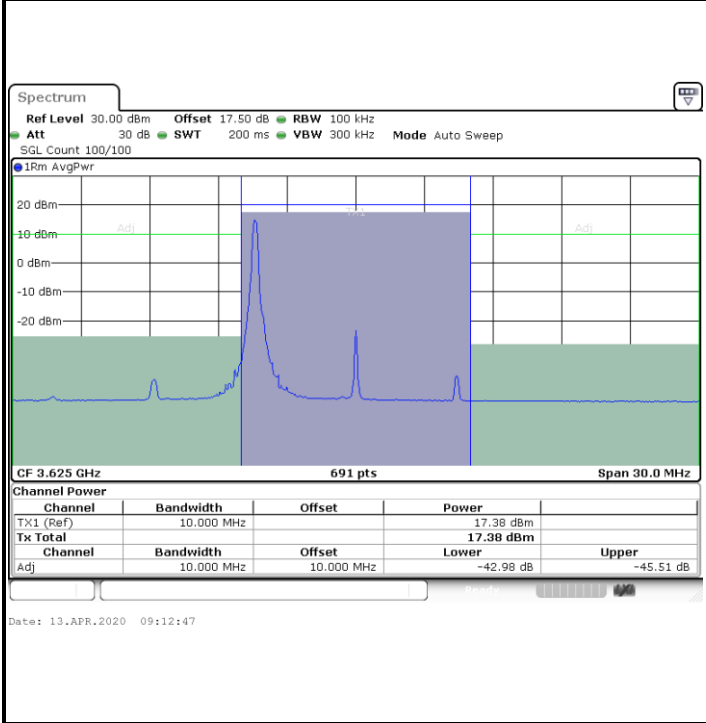 Spectrum
Ref Level 30.00 dBm Offset 17.50 dB RBW 100 kHz
Att 30 dB SWT 200 ms VBW 300 kHz Mode Auto Sweep
SGL Count 100/100
1Rm AvgPwr
TX1
20 dBm
Adj Adj
10 dBm
0 dBm
-10 dBm
-20 dBm
CF 3.625 GHz 691 pts Span 30.0 MHz
Channel Power
Channel Bandwidth Offset Power
TX1 (Ref) 10.000 MHz 17.38 dBm
Tx Total 17.38 dBm
Channel Bandwidth Offset Lower Upper
Adj 10.000 MHz 10.000 MHz -42.98 dB -45.51 dB
Ready
Date: 13.APR.2020 09:12:47